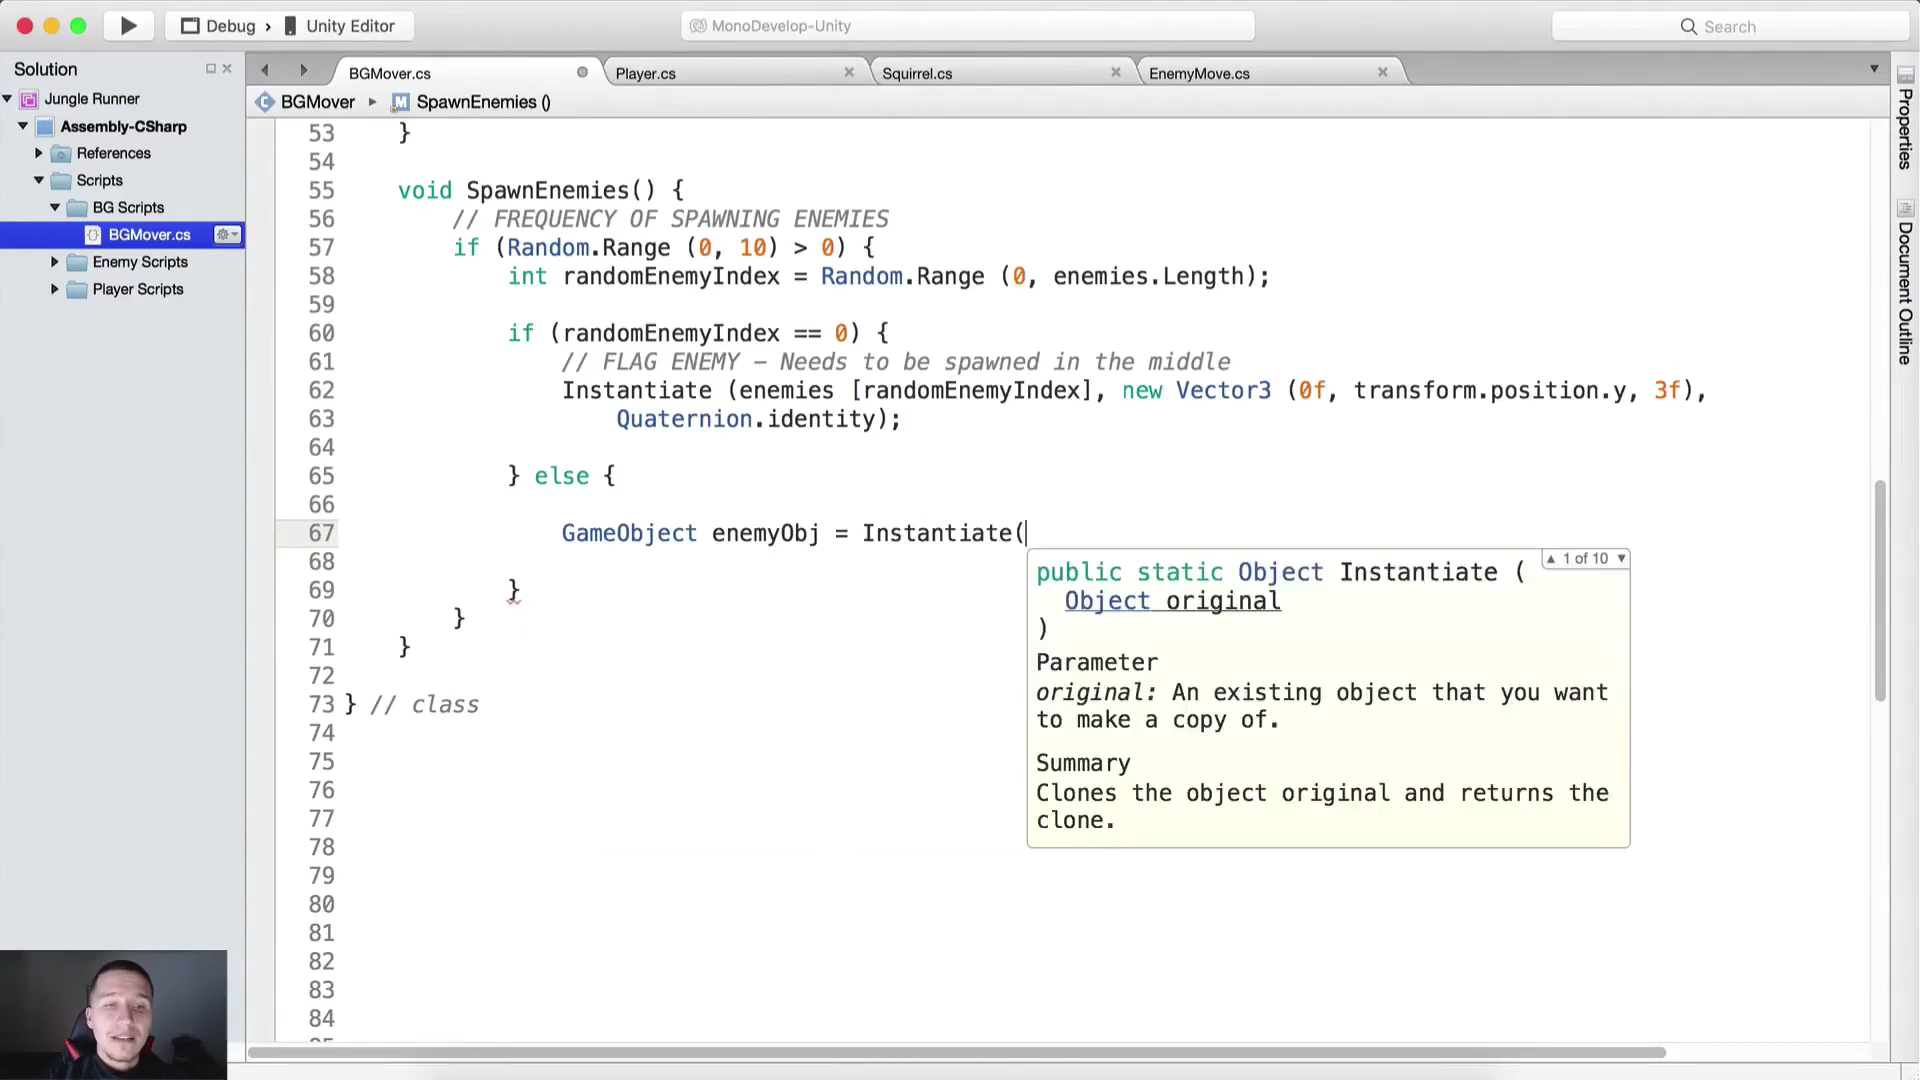 Debug › Unity Editor
MonoDevelop-Unity
Search
Solution
Jungle Runner
Assembly-CSharp
References
Scripts
BG Scripts
BGMover.cs
Enemy Scripts
Player Scripts
BGMover.cs
Player.cs
Squirrel.cs
EnemyMove.cs
BGMover
M SpawnEnemies ()
53 }
54
55 void SpawnEnemies() {
56 // FREQUENCY OF SPAWNING ENEMIES
57 if (Random.Range (0, 10) > 0) {
58 int randomEnemyIndex = Random.Range (0, enemies.Length);
59
60 if (randomEnemyIndex == 0) {
61 // FLAG ENEMY – Needs to be spawned in the middle
62 Instantiate (enemies [randomEnemyIndex], new Vector3 (0f, transform.position.y, 3f),
63 Quaternion.identity);
64
65 } else {
66
67 GameObject enemyObj = Instantiate(
68
69 }
70 }
71 }
72
73 } // class
74
75
76
77
78
79
80
81
82
83
84
▲ 1 of 10 ▼
public static Object Instantiate (
Object original
)
Parameter
original: An existing object that you want
to make a copy of.
Summary
Clones the object original and returns the
clone.
Properties
Document Outline